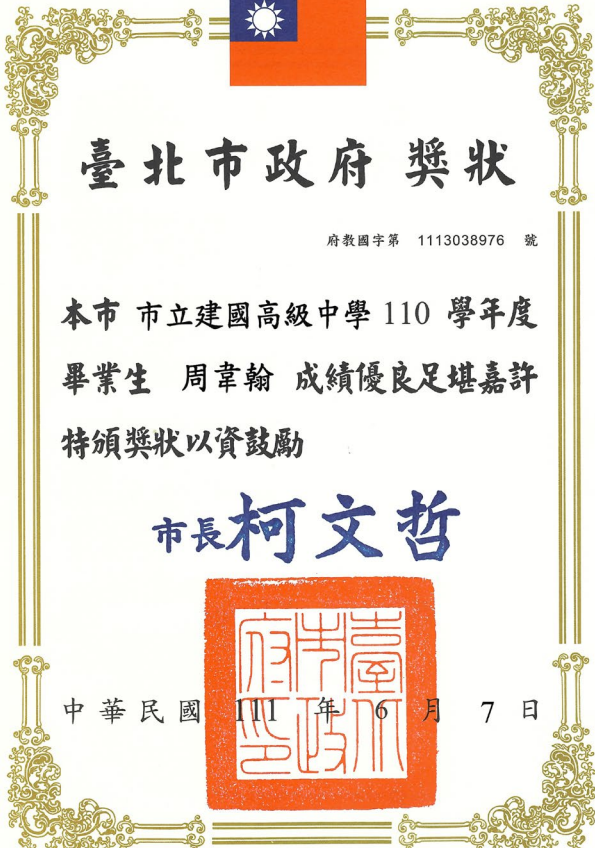 臺北市政府 獎狀
府教國字第 1113038976 號
本市 市立建國高級中學 110 學年度
畢業生 周韋翰 成績優良足堪嘉許
特頒獎狀以資鼓勵
市長柯文哲
臺北市政府印
中華民國 111 年 6 月 7 日